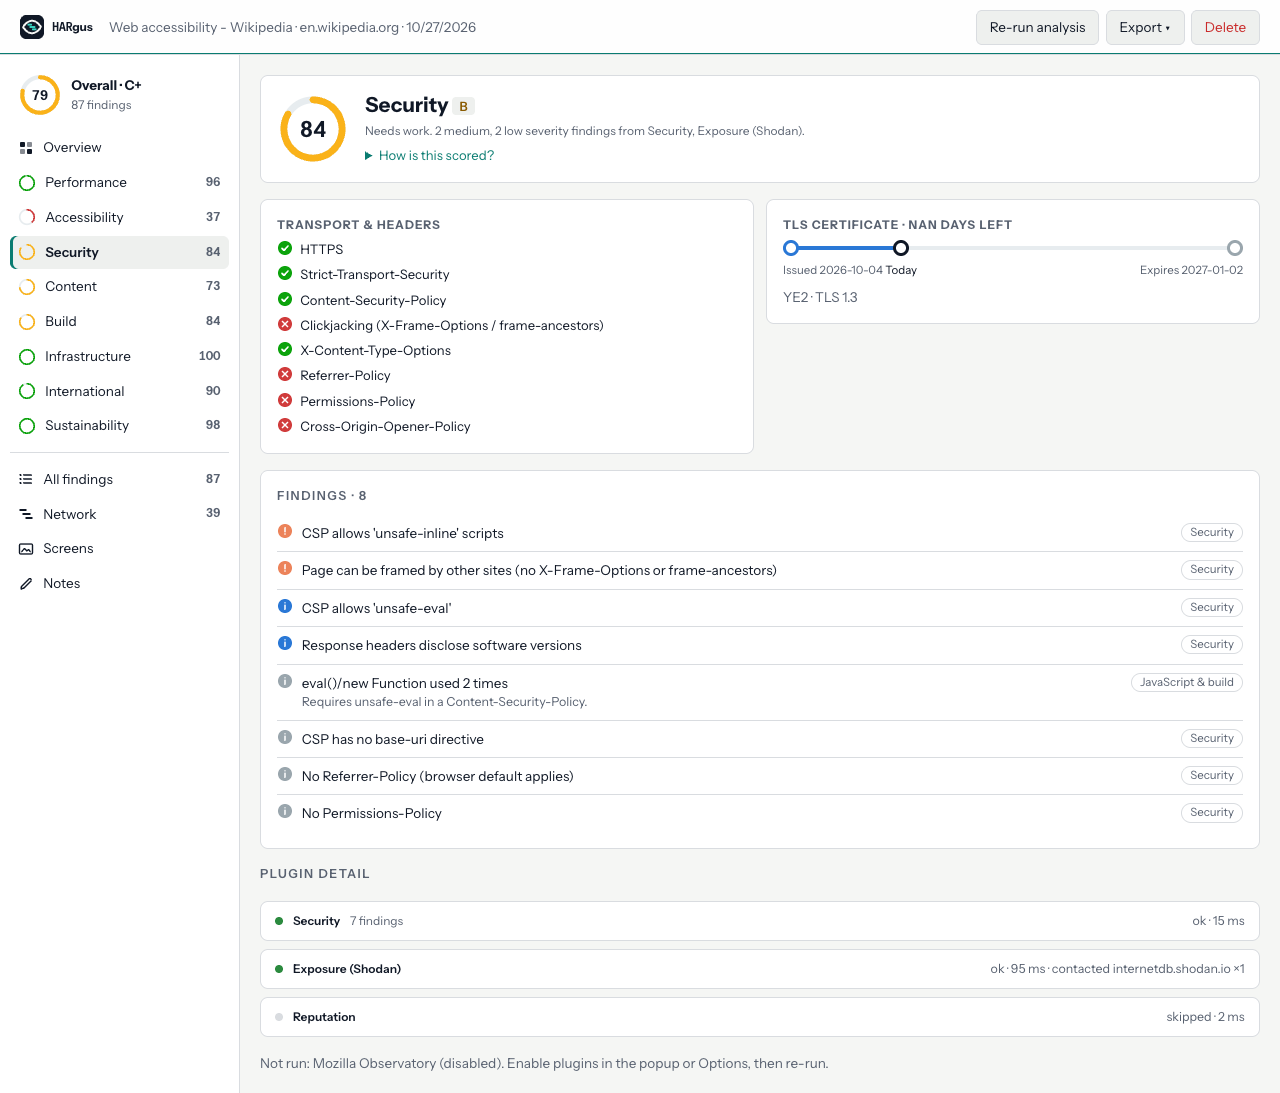 HARgus
Web accessibility - Wikipedia · en.wikipedia.org · 10/27/2026
Re-run analysis
Export ▾
Delete
79
Overall · C+
87 findings
Overview
Performance 96
Accessibility 37
Security 84
Content 73
Build 84
Infrastructure 100
International 90
Sustainability 98
All findings 87
Network 39
Screens
Notes
84
Security B
Needs work. 2 medium, 2 low severity findings from Security, Exposure (Shodan).
▶ How is this scored?
TRANSPORT & HEADERS
HTTPS
Strict-Transport-Security
Content-Security-Policy
Clickjacking (X-Frame-Options / frame-ancestors)
X-Content-Type-Options
Referrer-Policy
Permissions-Policy
Cross-Origin-Opener-Policy
TLS CERTIFICATE · NAN DAYS LEFT
Issued 2026-10-04 Today Expires 2027-01-02
YE2 · TLS 1.3
FINDINGS · 8
CSP allows 'unsafe-inline' scripts Security
Page can be framed by other sites (no X-Frame-Options or frame-ancestors) Security
CSP allows 'unsafe-eval' Security
Response headers disclose software versions Security
eval()/new Function used 2 times JavaScript & build
Requires unsafe-eval in a Content-Security-Policy.
CSP has no base-uri directive Security
No Referrer-Policy (browser default applies) Security
No Permissions-Policy Security
PLUGIN DETAIL
Security 7 findings ok · 15 ms
Exposure (Shodan) ok · 95 ms · contacted internetdb.shodan.io ×1
Reputation skipped · 2 ms
Not run: Mozilla Observatory (disabled). Enable plugins in the popup or Options, then re-run.